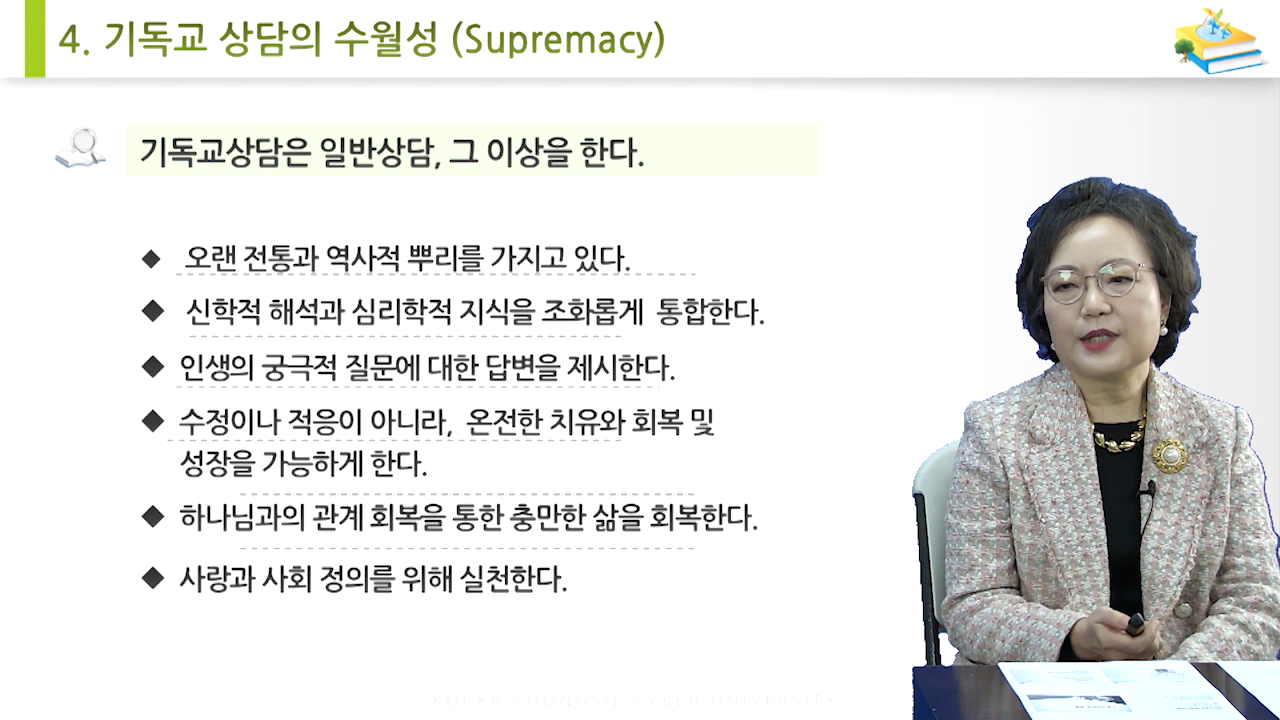 4. 기독교 상담의 수월성 (Supremacy)
기독교상담은 일반상담, 그 이상을 한다.
◆ 오랜 전통과 역사적 뿌리를 가지고 있다.
◆ 신학적 해석과 심리학적 지식을 조화롭게 통합한다.
◆ 인생의 궁극적 질문에 대한 답변을 제시한다.
◆ 수정이나 적응이 아니라, 온전한 치유와 회복 및
성장을 가능하게 한다.
◆ 하나님과의 관계 회복을 통한 충만한 삶을 회복한다.
◆ 사랑과 사회 정의를 위해 실천한다.
KOREA SOONGSIL CYBER UNIVERSITY